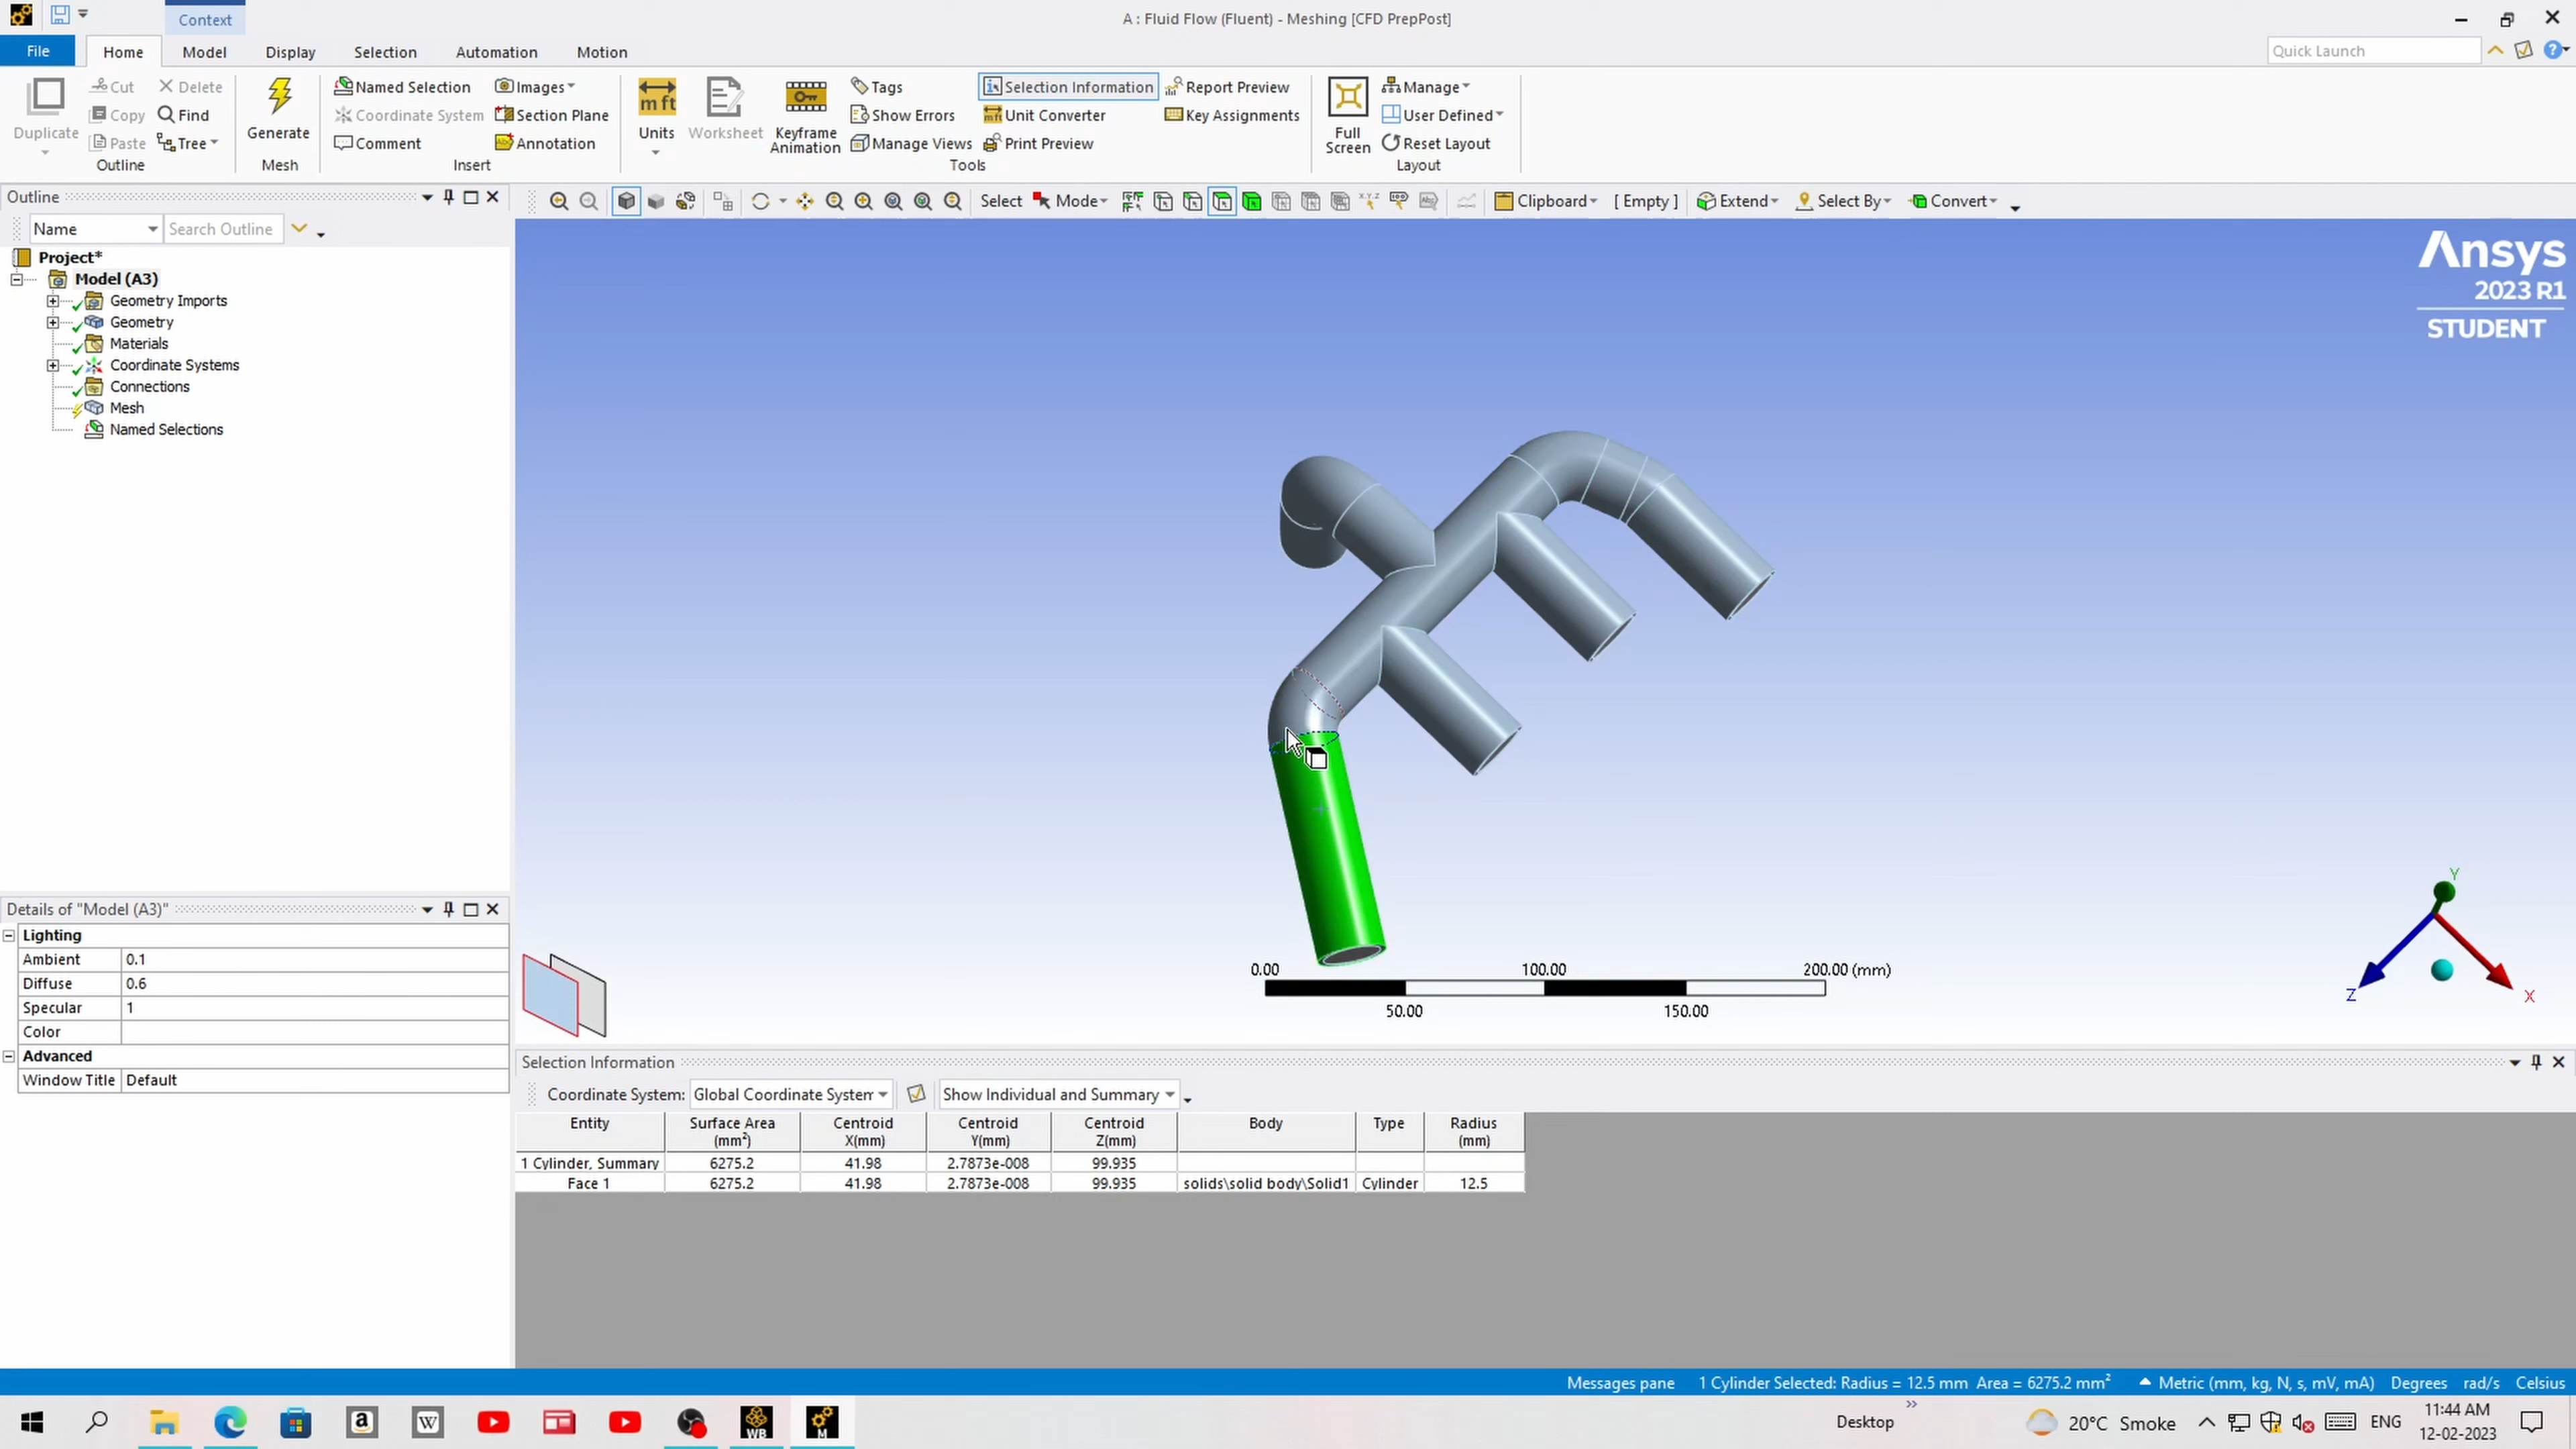 Context
A : Fluid Flow (Fluent) - Meshing [CFD PrepPost]
File Home Model Display Selection Automation Motion
Quick Launch
Duplicate
Cut
Copy
Paste
Delete
Find
Tree
Outline
Generate
Mesh
Named Selection
Coordinate System
Comment
Images
Section Plane
Annotation
Insert
mft
Units
Worksheet
Keyframe
Animation
Tags
Show Errors
Manage Views
Selection Information
Unit Converter
Print Preview
Report Preview
Key Assignments
Tools
Full
Screen
Manage
User Defined
Reset Layout
Layout
Outline
Name Search Outline
Select Mode Clipboard [ Empty ] Extend Select By Convert
Project*
Model (A3)
Geometry Imports
Geometry
Materials
Coordinate Systems
Connections
Mesh
Named Selections
Ansys
2023 R1
STUDENT
Details of "Model (A3)"
Lighting
Ambient 0.1
Diffuse 0.6
Specular 1
Color
Advanced
Window Title Default
0.00 100.00 200.00 (mm)
50.00 150.00
Y
Z
X
Selection Information
Coordinate System: Global Coordinate System Show Individual and Summary
Entity Surface Area (mm²) Centroid X(mm) Centroid Y(mm) Centroid Z(mm) Body Type Radius (mm)
1 Cylinder, Summary 6275.2 41.98 2.7873e-008 99.935
Face 1 6275.2 41.98 2.7873e-008 99.935 solids\solid body\Solid1 Cylinder 12.5
Messages pane 1 Cylinder Selected: Radius = 12.5 mm Area = 6275.2 mm² Metric (mm, kg, N, s, mV, mA) Degrees rad/s Celsius
a
W
WB
M
Desktop
20°C Smoke
ENG
11:44 AM
12-02-2023